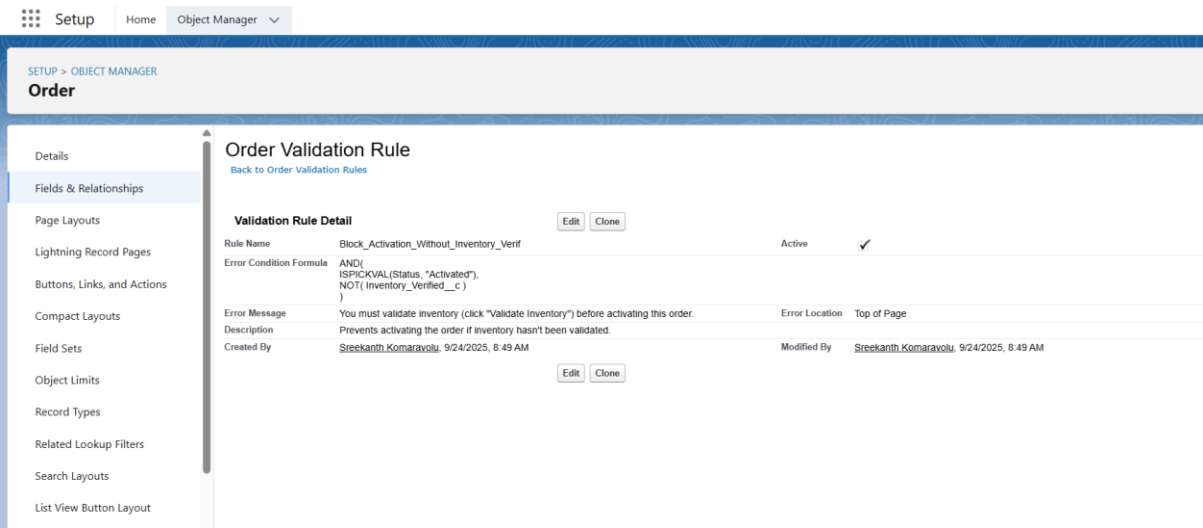 Setup Home Object Manager
SETUP > OBJECT MANAGER
Order
Details
Fields & Relationships
Page Layouts
Lightning Record Pages
Buttons, Links, and Actions
Compact Layouts
Field Sets
Object Limits
Record Types
Related Lookup Filters
Search Layouts
List View Button Layout
Order Validation Rule
Back to Order Validation Rules
Validation Rule Detail Edit Clone
Rule Name Block_Activation_Without_Inventory_Verif Active ✓
Error Condition Formula AND(
ISPICKVAL(Status, "Activated"),
NOT( Inventory_Verified__c )
)
Error Message You must validate inventory (click "Validate Inventory") before activating this order. Error Location Top of Page
Description Prevents activating the order if inventory hasn't been validated.
Created By Sreekanth Komaravolu, 9/24/2025, 8:49 AM Modified By Sreekanth Komaravolu, 9/24/2025, 8:49 AM
Edit Clone